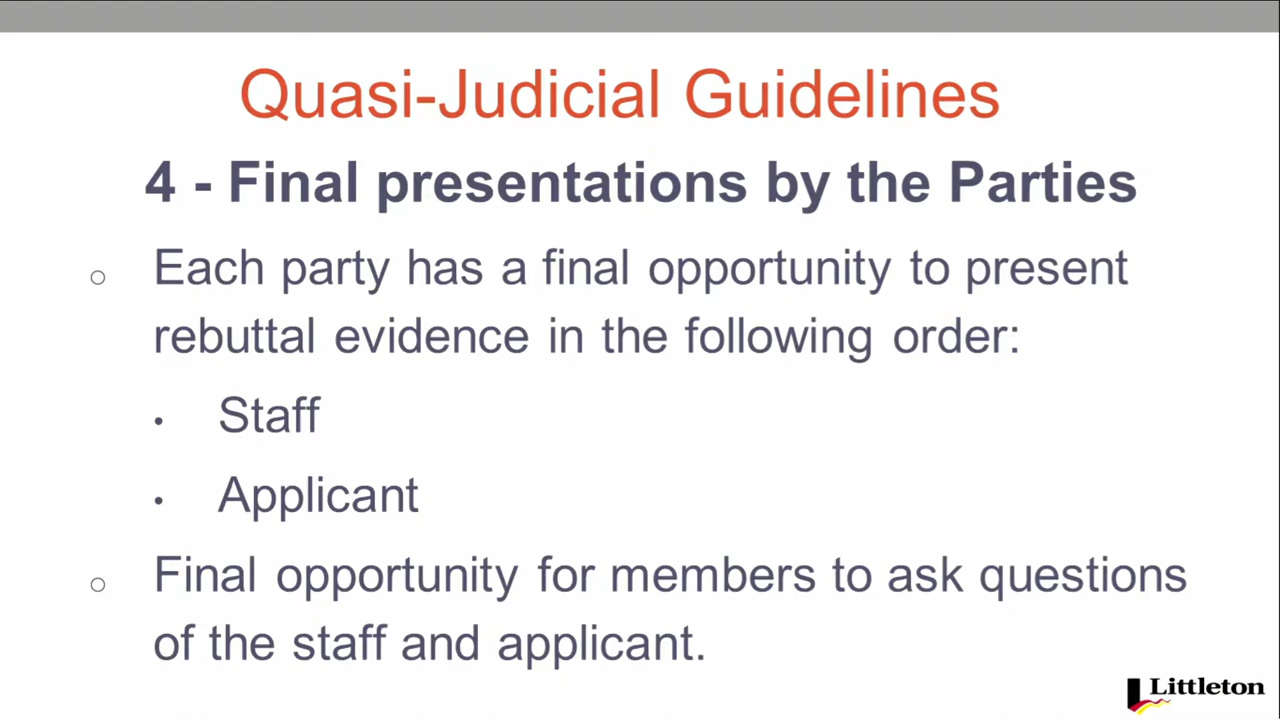 Quasi-Judicial Guidelines
4 - Final presentations by the Parties
○ Each party has a final opportunity to present
rebuttal evidence in the following order:
• Staff
• Applicant
○ Final opportunity for members to ask questions
of the staff and applicant.
Littleton